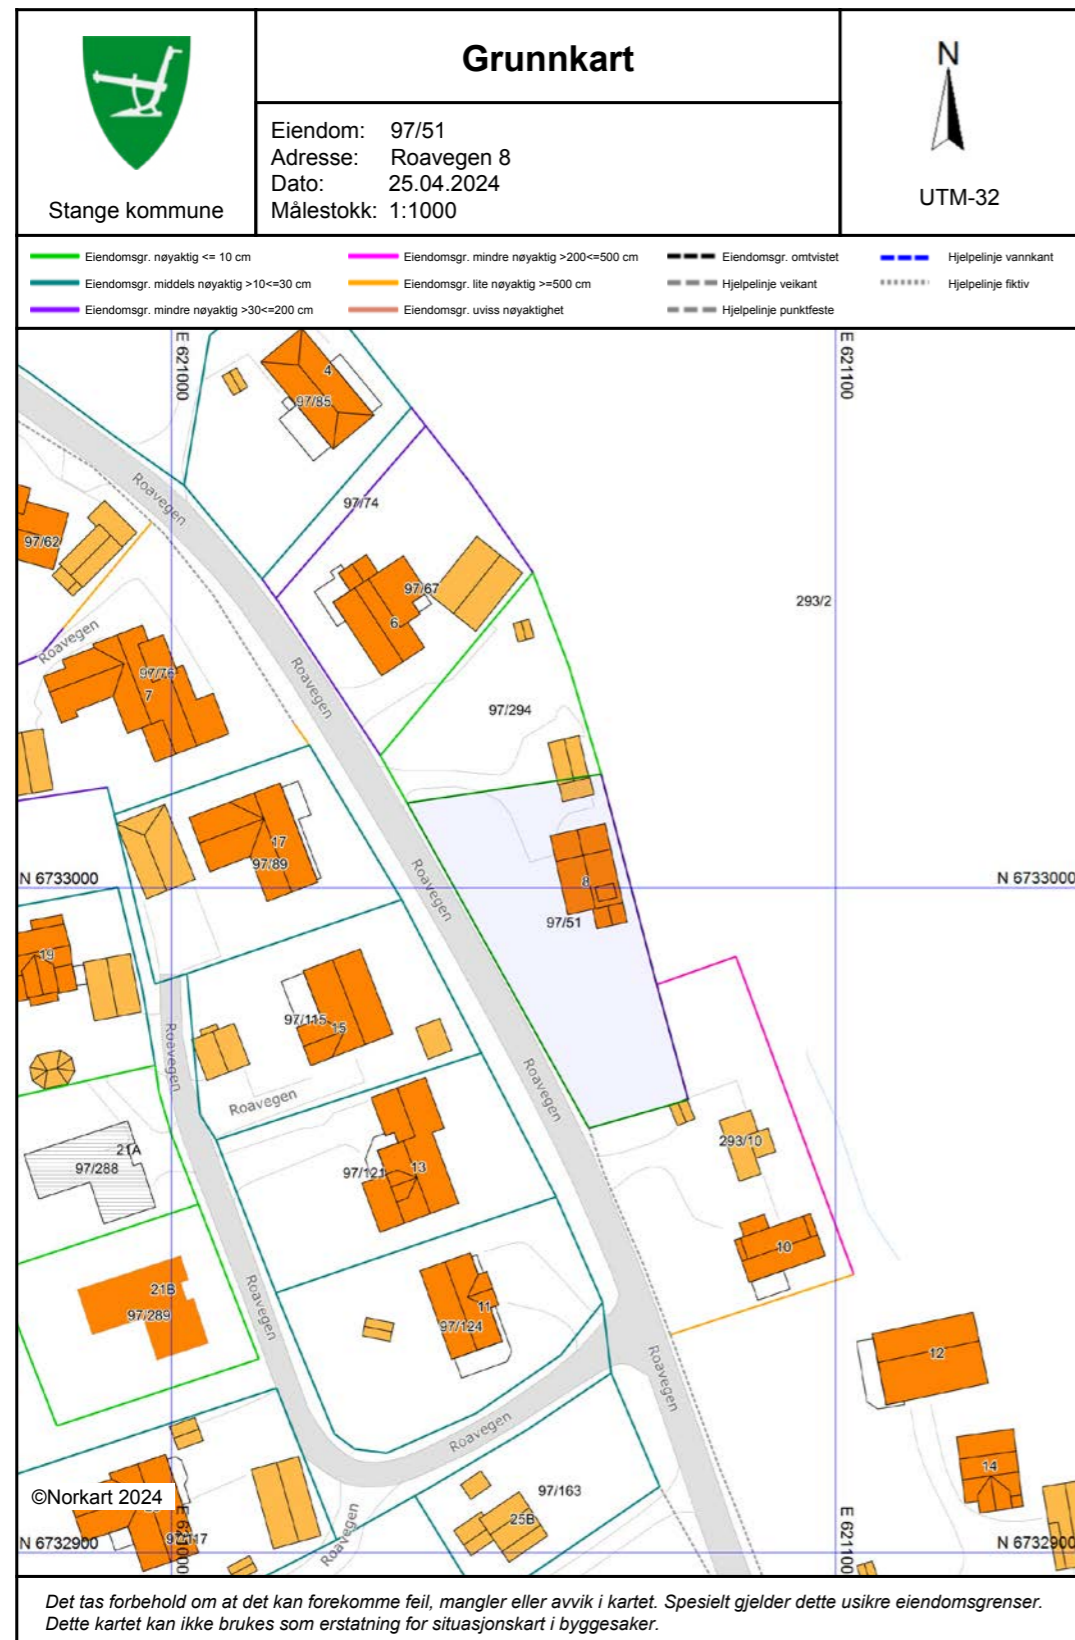 Grunnkart
Stange kommune
Eiendom: 97/51
Adresse: Roavegen 8
Dato: 25.04.2024
Målestokk: 1:1000
N
UTM-32
Eiendomsgr. nøyaktig <= 10 cm
Eiendomsgr. middels nøyaktig >10<=30 cm
Eiendomsgr. mindre nøyaktig >30<=200 cm
Eiendomsgr. mindre nøyaktig >200<=500 cm
Eiendomsgr. lite nøyaktig >=500 cm
Eiendomsgr. uviss nøyaktighet
Eiendomsgr. omtvistet
Hjelpelinje veikant
Hjelpelinje punktfeste
Hjelpelinje vannkant
Hjelpelinje fiktiv
E 621000
E 621100
4
97/85
Roavegen
97/74
97/62
97/67
6
293/2
Roavegen
97/76
7
Roavegen
97/294
17
97/89
Roavegen
8
N 6733000
N 6733000
97/51
19
97/115
15
Roavegen
Roavegen
Roavegen
21A
97/288
97/121
13
293/10
10
21B
97/289
Roavegen
11
97/124
12
Roavegen
Roavegen
14
97/163
25B
©Norkart 2024
Roavegen
97/117
E 621000
E 621100
N 6732900
N 6732900
Det tas forbehold om at det kan forekomme feil, mangler eller avvik i kartet. Spesielt gjelder dette usikre eiendomsgrenser.
Dette kartet kan ikke brukes som erstatning for situasjonskart i byggesaker.